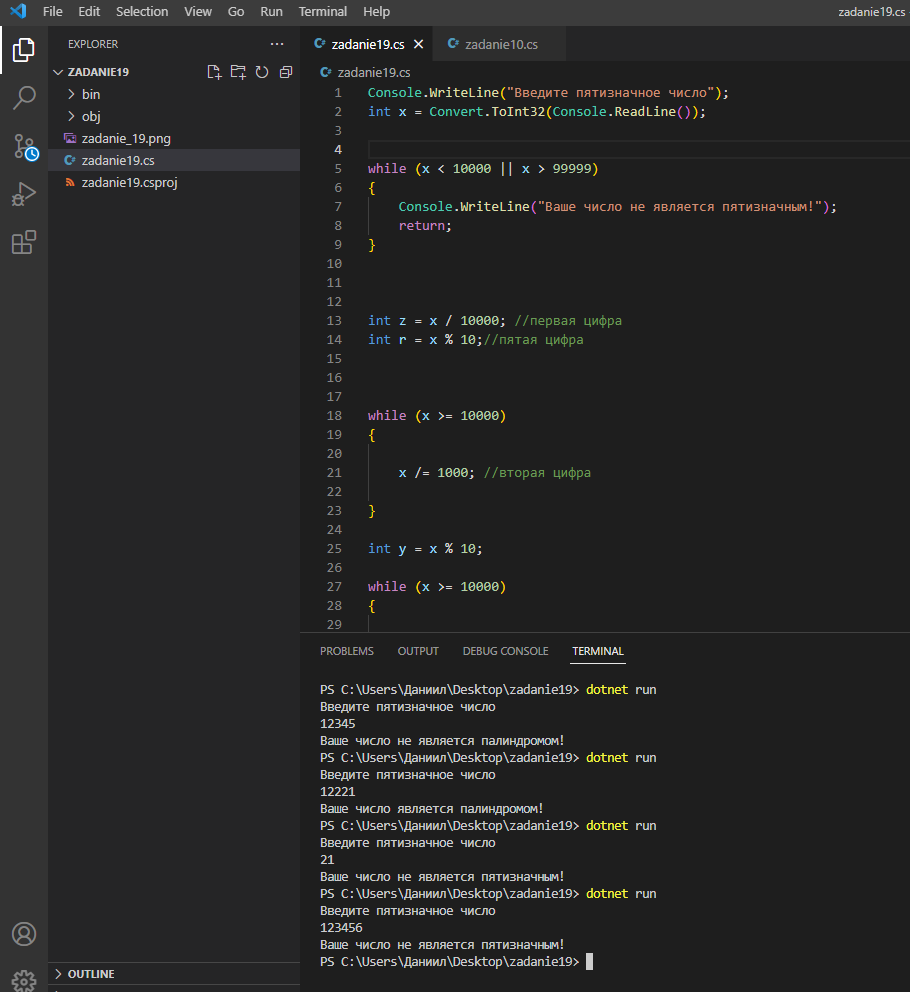 File Edit Selection View Go Run Terminal Help zadanie19.cs
EXPLORER ...
ZADANIE19
bin
obj
zadanie_19.png
zadanie19.cs
zadanie19.csproj
OUTLINE
C# zadanie19.cs × C# zadanie10.cs
C# zadanie19.cs
1 Console.WriteLine("Введите пятизначное число");
2 int x = Convert.ToInt32(Console.ReadLine());
3
4
5 while (x < 10000 || x > 99999)
6 {
7 Console.WriteLine("Ваше число не является пятизначным!");
8 return;
9 }
10
11
12
13 int z = x / 10000; //первая цифра
14 int r = x % 10;//пятая цифра
15
16
17
18 while (x >= 10000)
19 {
20
21 x /= 1000; //вторая цифра
22
23 }
24
25 int y = x % 10;
26
27 while (x >= 10000)
28 {
29
PROBLEMS OUTPUT DEBUG CONSOLE TERMINAL
PS C:\Users\Даниил\Desktop\zadanie19> dotnet run
Введите пятизначное число
12345
Ваше число не является палиндромом!
PS C:\Users\Даниил\Desktop\zadanie19> dotnet run
Введите пятизначное число
12221
Ваше число является палиндромом!
PS C:\Users\Даниил\Desktop\zadanie19> dotnet run
Введите пятизначное число
21
Ваше число не является пятизначным!
PS C:\Users\Даниил\Desktop\zadanie19> dotnet run
Введите пятизначное число
123456
Ваше число не является пятизначным!
PS C:\Users\Даниил\Desktop\zadanie19>